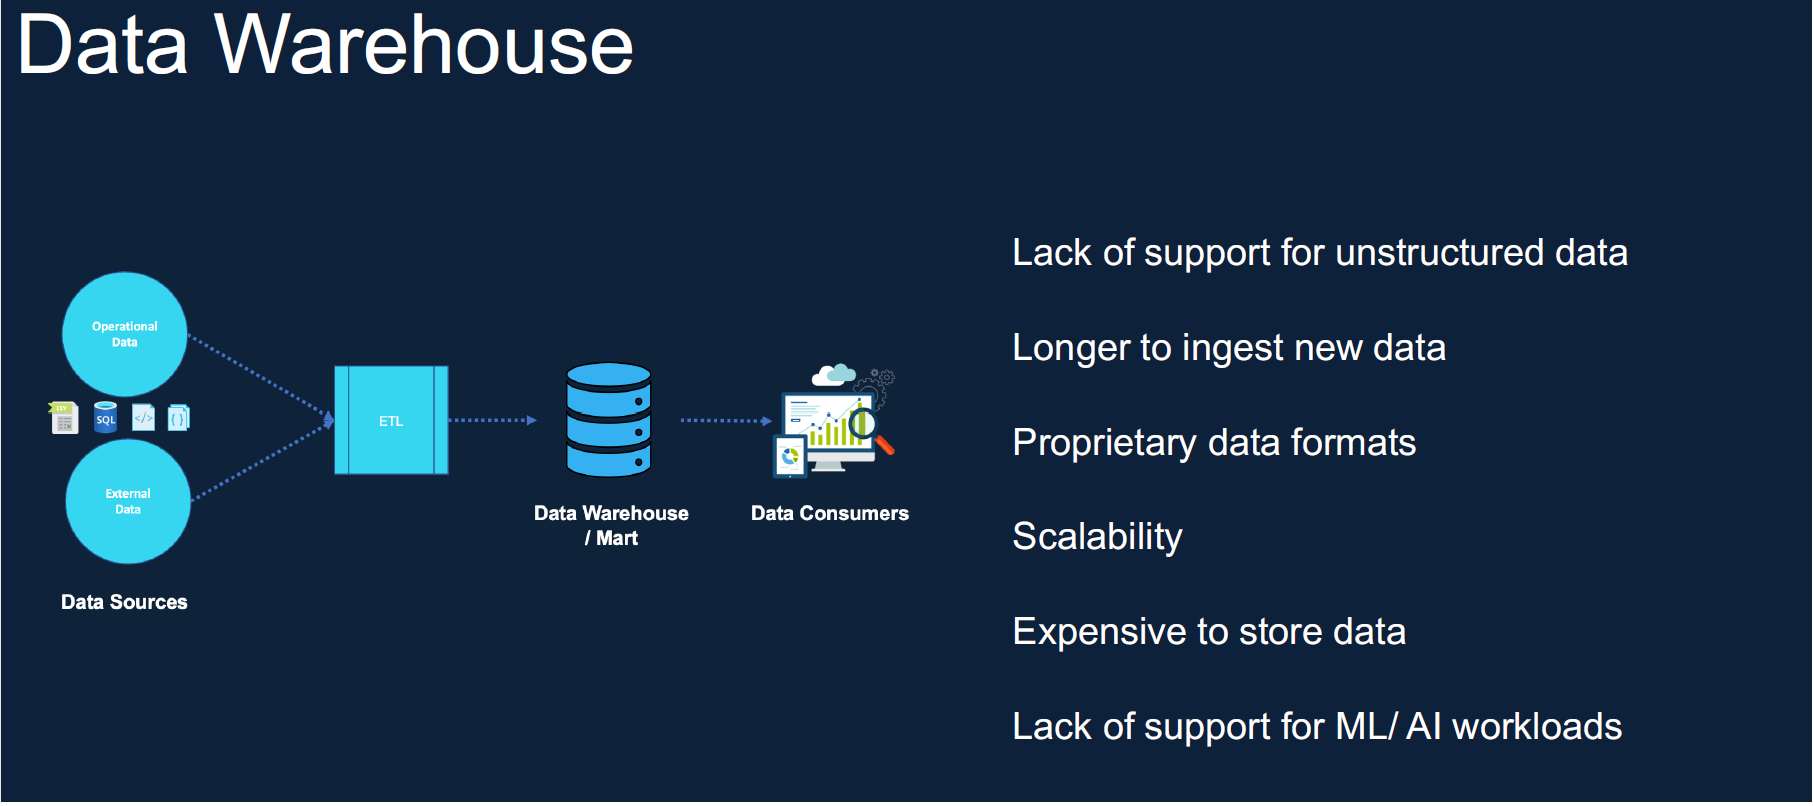 Data Warehouse
Operational
Data
CSV
SQL
</>
{ }
External
Data
Data Sources
ETL
Data Warehouse
/ Mart
Data Consumers
Lack of support for unstructured data
Longer to ingest new data
Proprietary data formats
Scalability
Expensive to store data
Lack of support for ML/ AI workloads